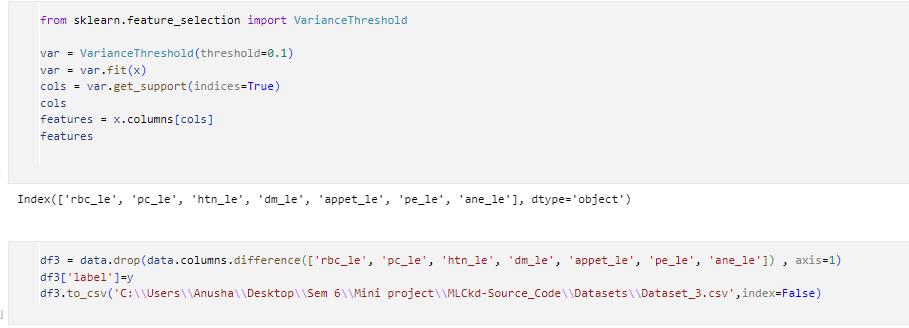 from sklearn.feature_selection import VarianceThreshold
var = VarianceThreshold(threshold=0.1)
var = var.fit(x)
cols = var.get_support(indices=True)
cols
features = x.columns[cols]
features
Index(['rbc_le', 'pc_le', 'htn_le', 'dm_le', 'appet_le', 'pe_le', 'ane_le'], dtype='object')
df3 = data.drop(data.columns.difference(['rbc_le', 'pc_le', 'htn_le', 'dm_le', 'appet_le', 'pe_le', 'ane_le']) , axis=1)
df3['label']=y
df3.to_csv('C:\\Users\\Anusha\\Desktop\\Sem 6\\Mini project\\MLCkd-Source_Code\\Datasets\\Dataset_3.csv',index=False)